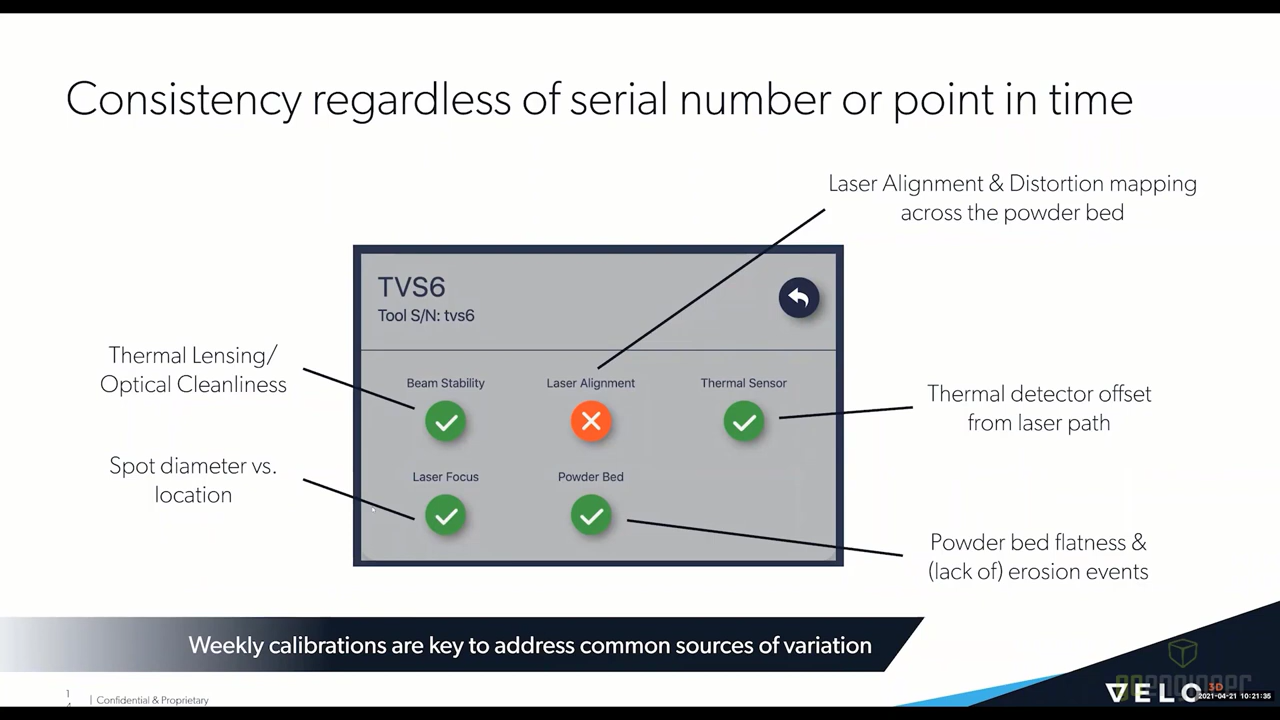 Consistency regardless of serial number or point in time
Laser Alignment & Distortion mapping
across the powder bed
TVS6
Tool S/N: tvs6
Thermal Lensing/
Optical Cleanliness
Beam Stability
Laser Alignment
Thermal Sensor
Thermal detector offset
from laser path
Spot diameter vs.
location
Laser Focus
Powder Bed
Powder bed flatness &
(lack of) erosion events
Weekly calibrations are key to address common sources of variation
| Confidential & Proprietary
VELO 3D
2021-04-21 10:21:35